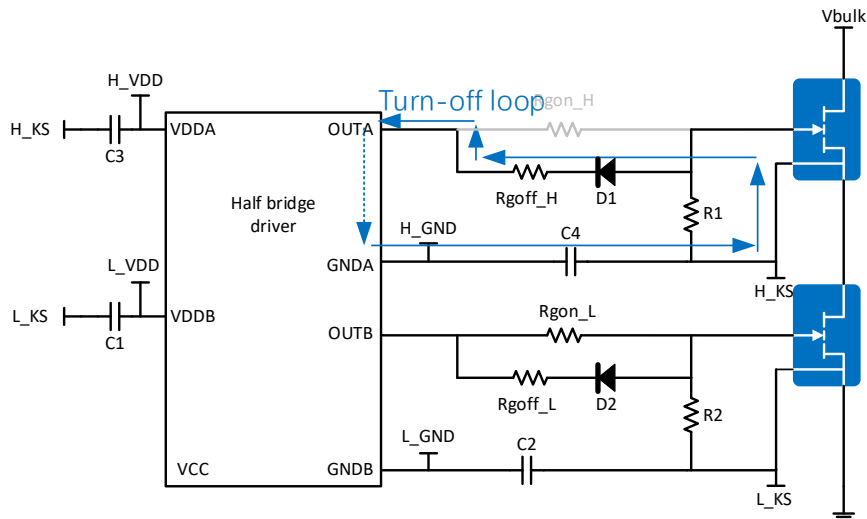 Vbulk
H_VDD
Turn-off loop
Rgon_H
H_KS
C3
VDDA
OUTA
Rgoff_H
D1
Half bridge
driver
R1
H_GND
C4
L_VDD
GNDA
H_KS
L_KS
C1
VDDB
OUTB
Rgon_L
Rgoff_L
D2
R2
L_GND
C2
VCC
GNDB
L_KS